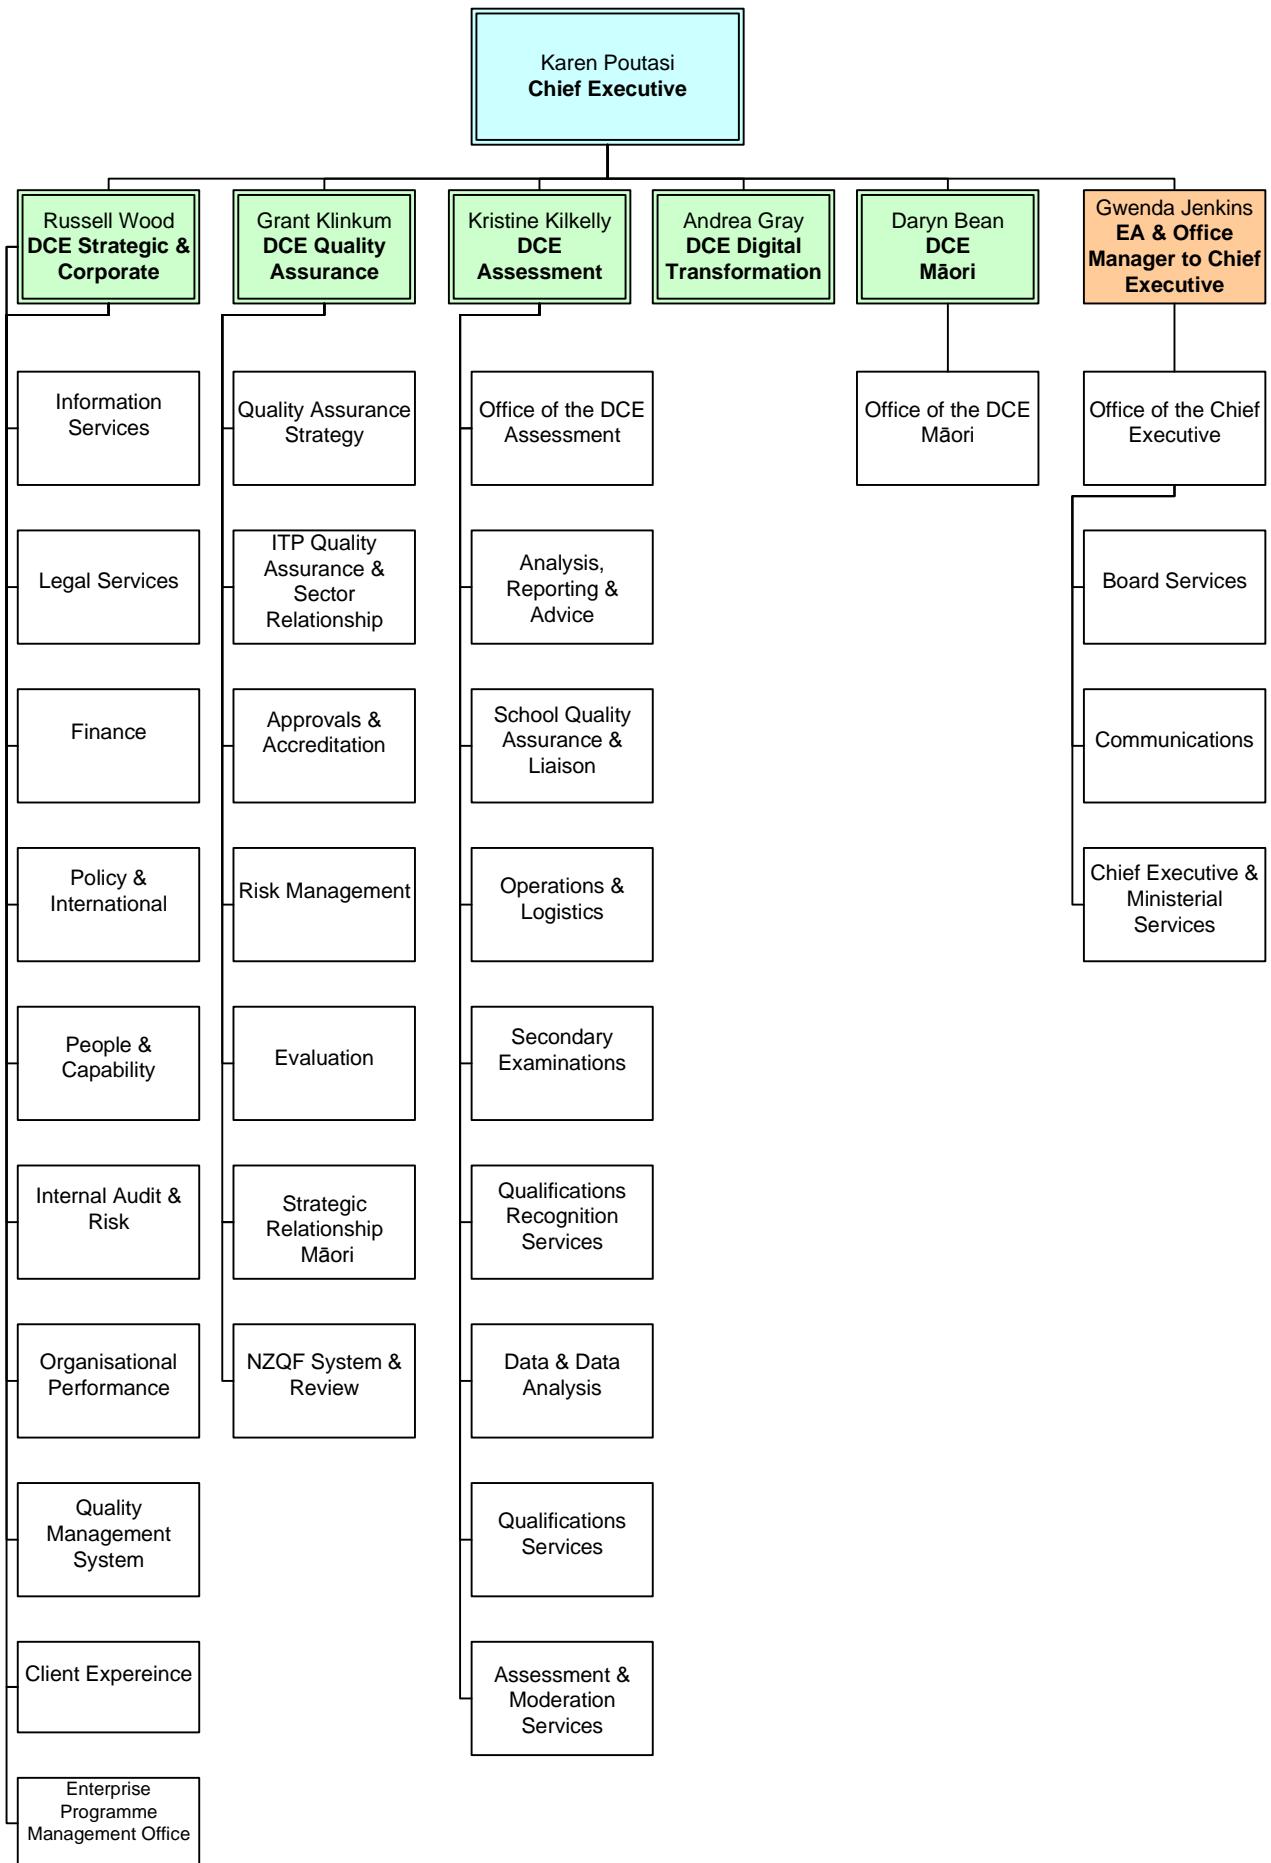 Karen Poutasi
Chief Executive
Russell Wood
DCE Strategic &
Corporate
Grant Klinkum
DCE Quality
Assurance
Kristine Kilkelly
DCE
Assessment
Andrea Gray
DCE Digital
Transformation
Daryn Bean
DCE
Māori
Gwenda Jenkins
EA & Office
Manager to Chief
Executive
Information
Services
Legal Services
Finance
Policy &
International
People &
Capability
Internal Audit &
Risk
Organisational
Performance
Quality
Management
System
Client Expereince
Enterprise
Programme
Management Office
Quality Assurance
Strategy
ITP Quality
Assurance &
Sector
Relationship
Approvals &
Accreditation
Risk Management
Evaluation
Strategic
Relationship
Māori
NZQF System &
Review
Office of the DCE
Assessment
Analysis,
Reporting &
Advice
School Quality
Assurance &
Liaison
Operations &
Logistics
Secondary
Examinations
Qualifications
Recognition
Services
Data & Data
Analysis
Qualifications
Services
Assessment &
Moderation
Services
Office of the DCE
Māori
Office of the Chief
Executive
Board Services
Communications
Chief Executive &
Ministerial
Services